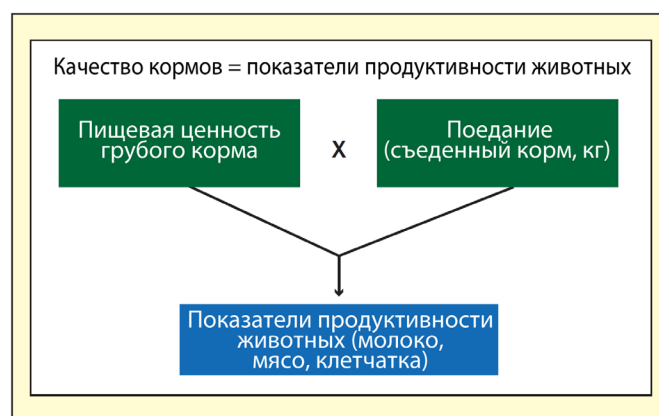 Качество кормов = показатели продуктивности животных
Пищевая ценность
грубого корма
X
Поедание
(съеденный корм, кг)
Показатели продуктивности
животных (молоко,
мясо, клетчатка)